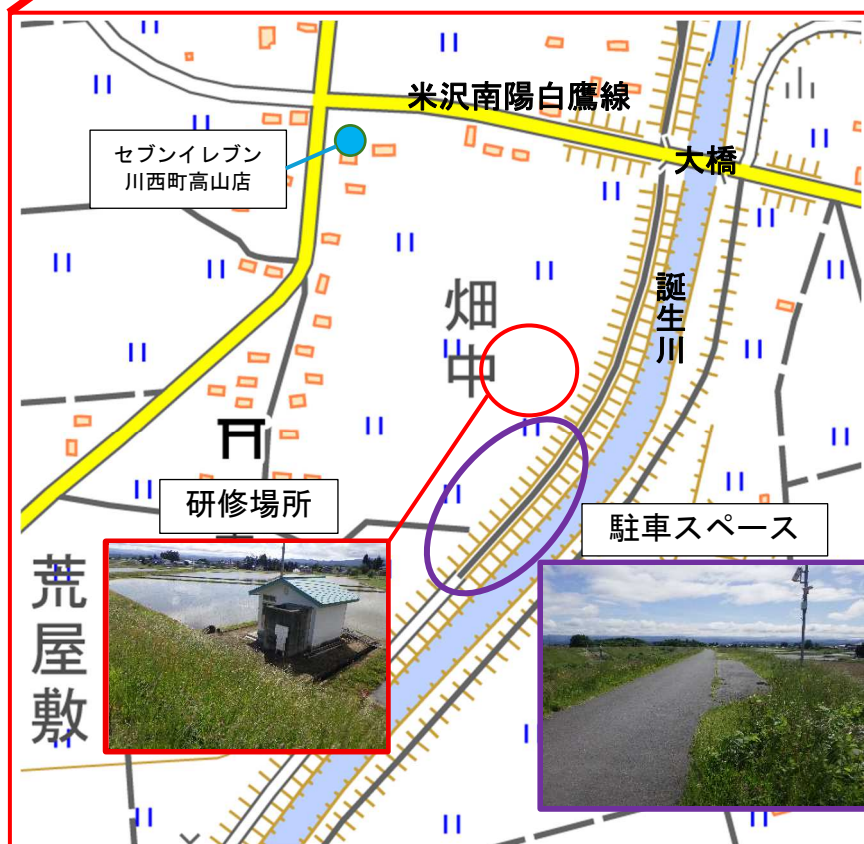 米沢南陽白鷹線
セブンイレブン
川西町高山店
大橋
誕生川
畑中
研修場所
駐車スペース
荒屋敷